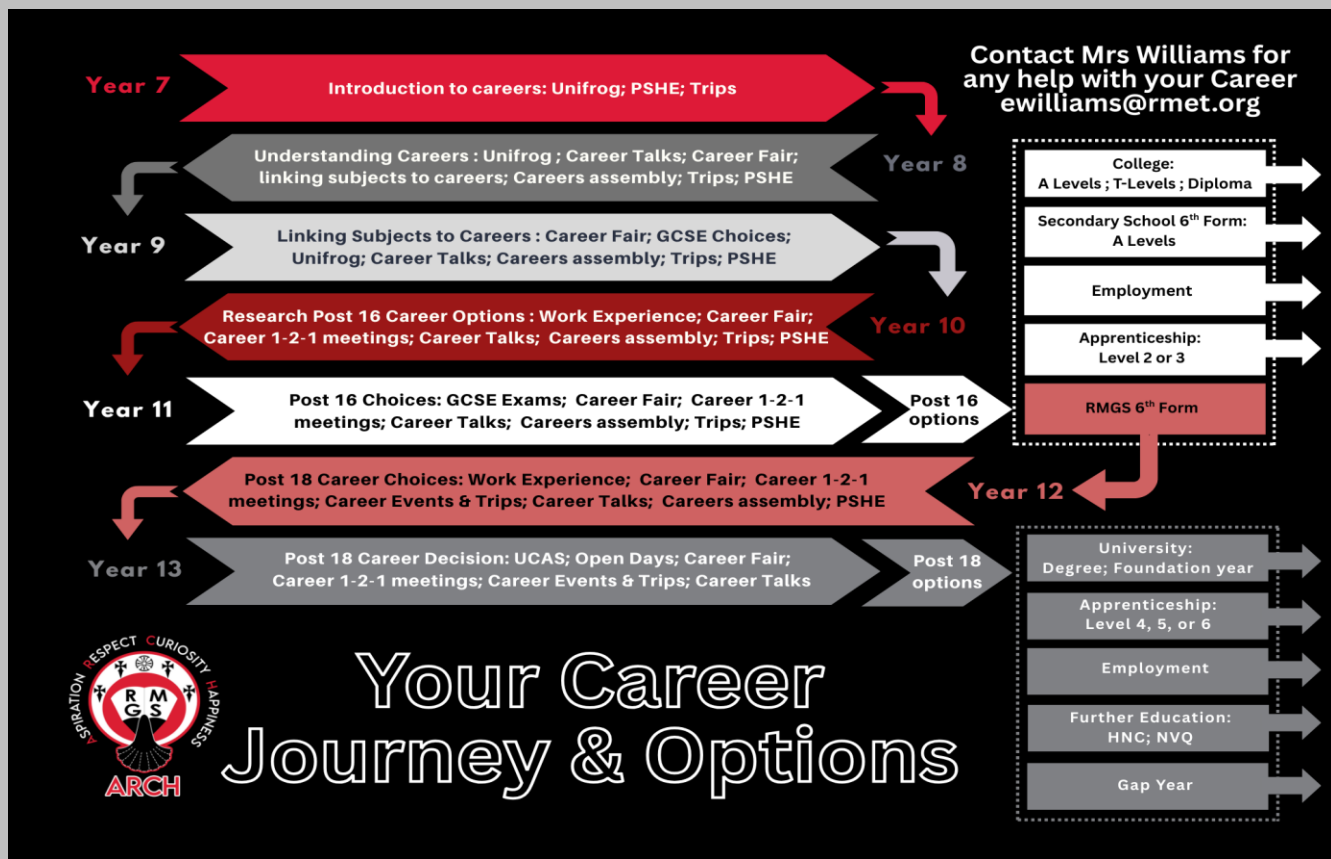 Year 7
Introduction to careers: Unifrog; PSHE; Trips
Contact Mrs Williams for
any help with your Career
ewilliams@rmet.org
Year 8
Understanding Careers : Unifrog ; Career Talks; Career Fair;
linking subjects to careers; Careers assembly; Trips; PSHE
Year 9
Linking Subjects to Careers : Career Fair; GCSE Choices;
Unifrog; Career Talks; Careers assembly; Trips; PSHE
Year 10
Research Post 16 Career Options : Work Experience; Career Fair;
Career 1-2-1 meetings; Career Talks; Careers assembly; Trips; PSHE
Year 11
Post 16 Choices: GCSE Exams; Career Fair; Career 1-2-1
meetings; Career Talks; Careers assembly; Trips; PSHE
Post 16
options
College:
A Levels ; T-Levels ; Diploma
Secondary School 6th Form:
A Levels
Employment
Apprenticeship:
Level 2 or 3
RMGS 6th Form
Year 12
Post 18 Career Choices: Work Experience; Career Fair; Career 1-2-1
meetings; Career Events & Trips; Career Talks; Careers assembly; PSHE
Year 13
Post 18 Career Decision: UCAS; Open Days; Career Fair;
Career 1-2-1 meetings; Career Events & Trips; Career Talks
Post 18
options
University:
Degree; Foundation year
Apprenticeship:
Level 4, 5, or 6
Employment
Further Education:
HNC; NVQ
Gap Year
ASPIRATION RESPECT CURIOSITY HAPPINESS
R M
G S
ARCH
Your Career
Journey & Options